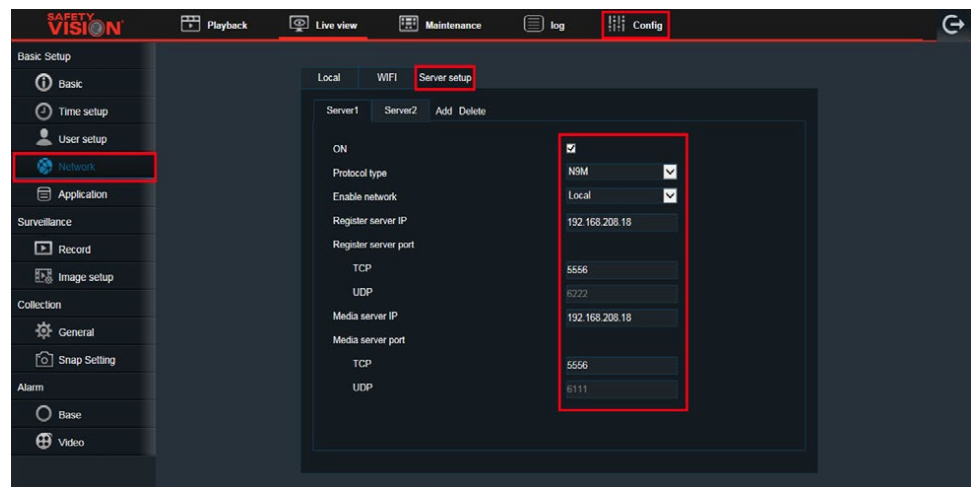 SAFETY VISION
Playback
Live view
Maintenance
log
Config
Basic Setup
Basic
Time setup
User setup
Network
Application
Surveillance
Record
Image setup
Collection
General
Snap Setting
Alarm
Base
Video
Local WIFI Server setup
Server1 Server2 Add Delete
ON
Protocol type N9M
Enable network Local
Register server IP 192.168.208.18
Register server port
TCP 5556
UDP 6222
Media server IP 192.168.208.18
Media server port
TCP 5556
UDP 6111